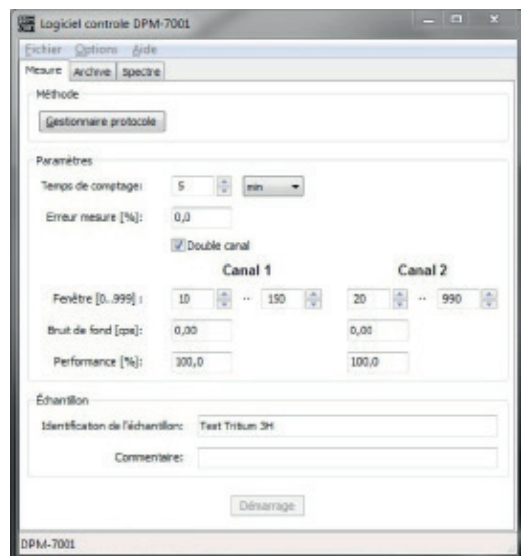 Logiciel controle DPM-7001
Fichier Options Aide
Mesure Archive Spectre
Méthode
Gestionnaire protocole
Paramètres
Temps de comptage: 5 min
Erreur mesure [%]: 0,0
Double canal
Canal 1 Canal 2
Fenêtre [0..999] : 10 .. 150 20 .. 990
Bruit de fond [cps]: 0,00 0,00
Performance [%]: 100,0 100,0
Échantillon
Identification de l'échantillon: Test Tritium 3H
Commentaire:
Démarrage
DPM-7001